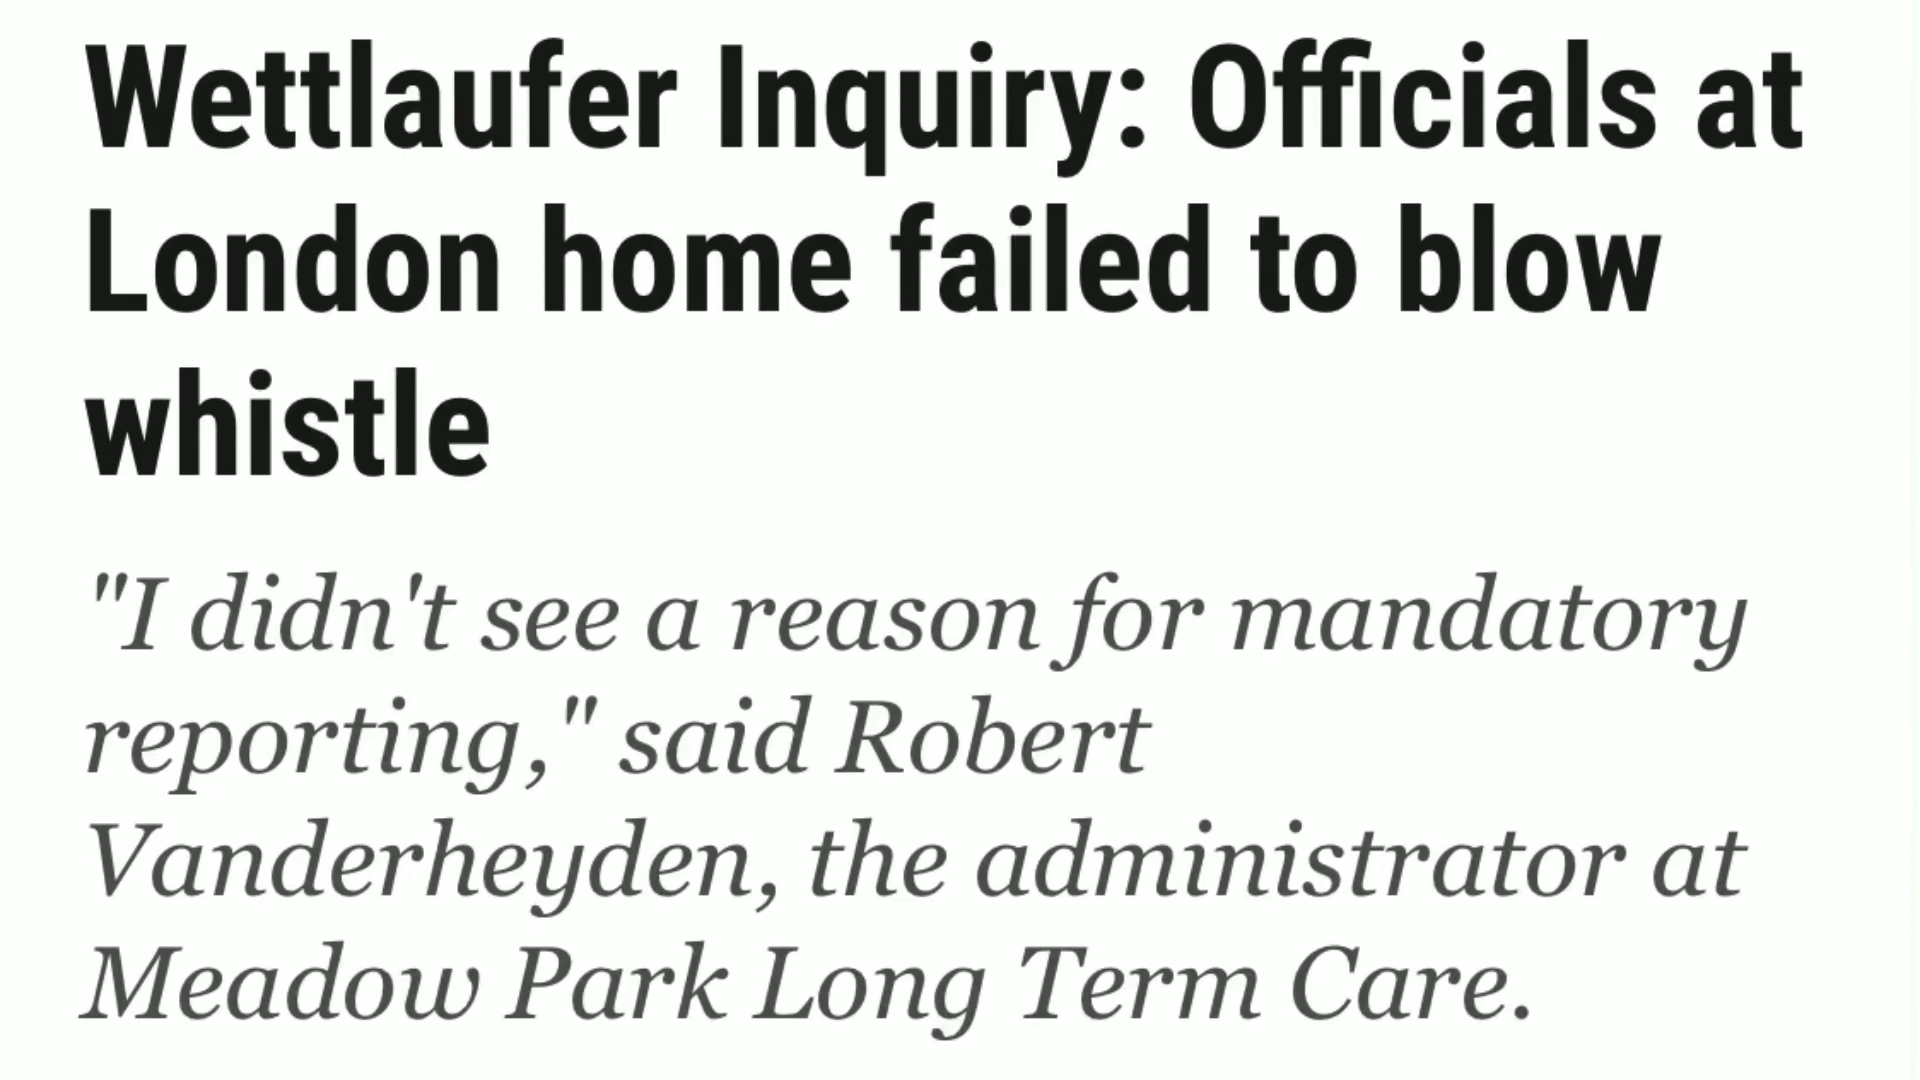 Wettlaufer Inquiry: Officials at
London home failed to blow
whistle
"I didn't see a reason for mandatory
reporting," said Robert
Vanderheyden, the administrator at
Meadow Park Long Term Care.